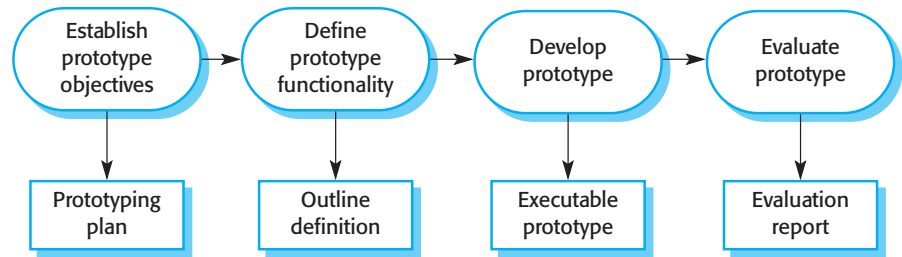 Establish
prototype
objectives
Define
prototype
functionality
Develop
prototype
Evaluate
prototype
Prototyping
plan
Outline
definition
Executable
prototype
Evaluation
report